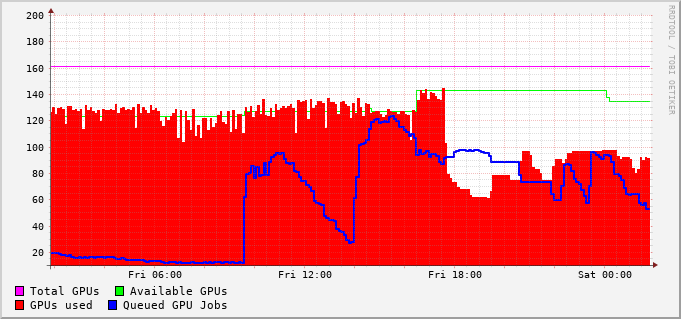 200
180
160
140
120
100
80
60
40
20
Fri 06:00 Fri 12:00 Fri 18:00 Sat 00:00
Total GPUs Available GPUs
GPUs used Queued GPU Jobs
RRDTOOL / TOBI OETIKER